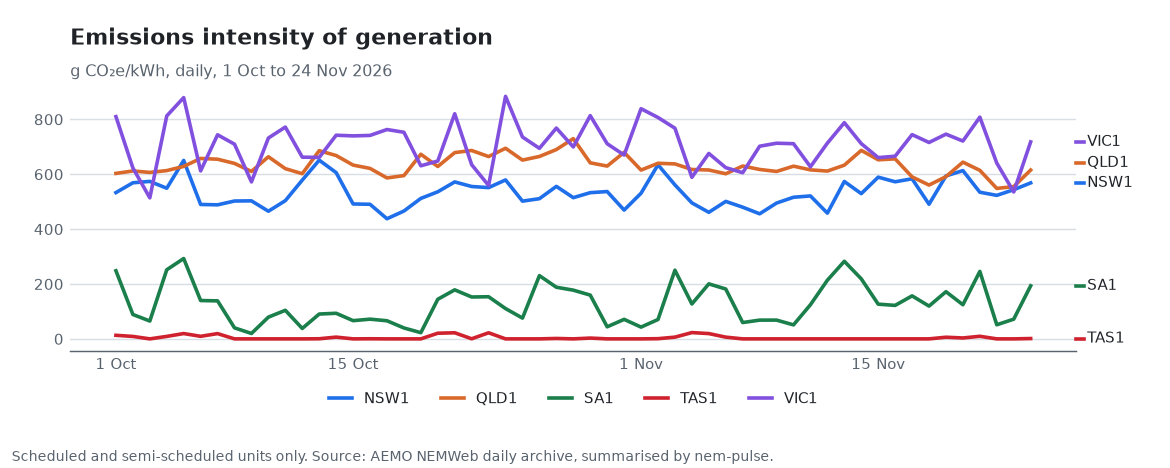 Emissions intensity of generation
g CO₂e/kWh, daily, 1 Oct to 24 Nov 2026
800
600
400
200
0
VIC1
QLD1
NSW1
SA1
TAS1
1 Oct
15 Oct
1 Nov
15 Nov
NSW1 QLD1 SA1 TAS1 VIC1
Scheduled and semi-scheduled units only. Source: AEMO NEMWeb daily archive, summarised by nem-pulse.